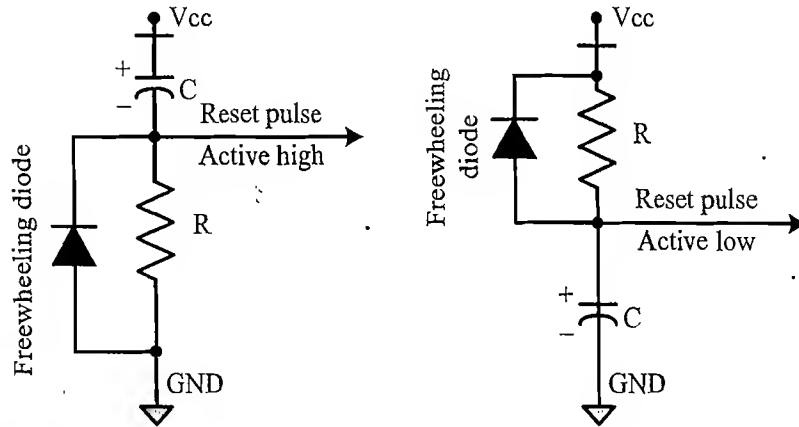 Vcc
+
−
C
Reset pulse
Active high
Freewheeling diode
R
GND
Vcc
Freewheeling
diode
R
Reset pulse
Active low
+
−
C
GND